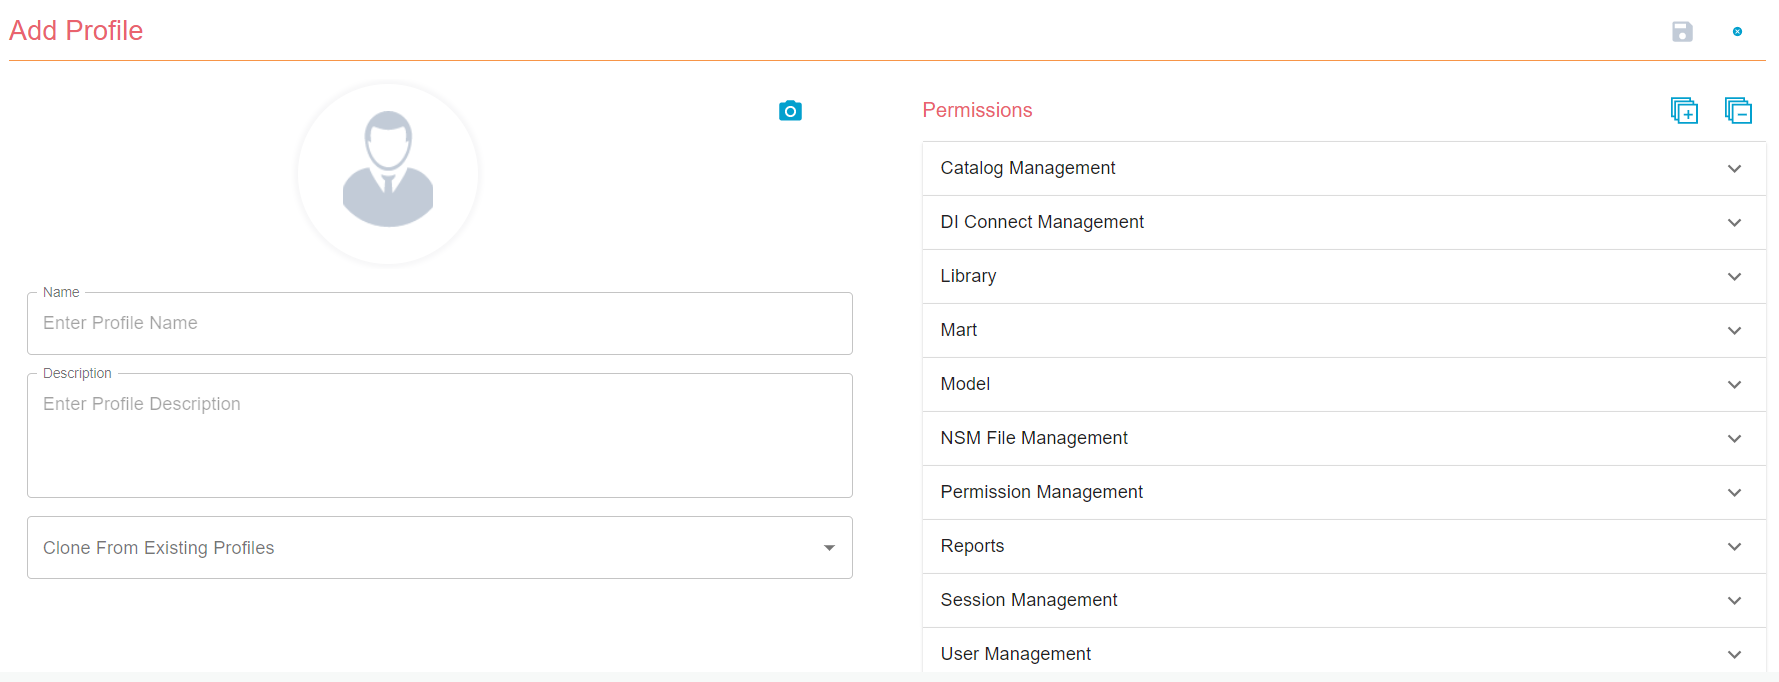 Add Profile
Name
Enter Profile Name
Description
Enter Profile Description
Clone From Existing Profiles
Permissions
Catalog Management
DI Connect Management
Library
Mart
Model
NSM File Management
Permission Management
Reports
Session Management
User Management